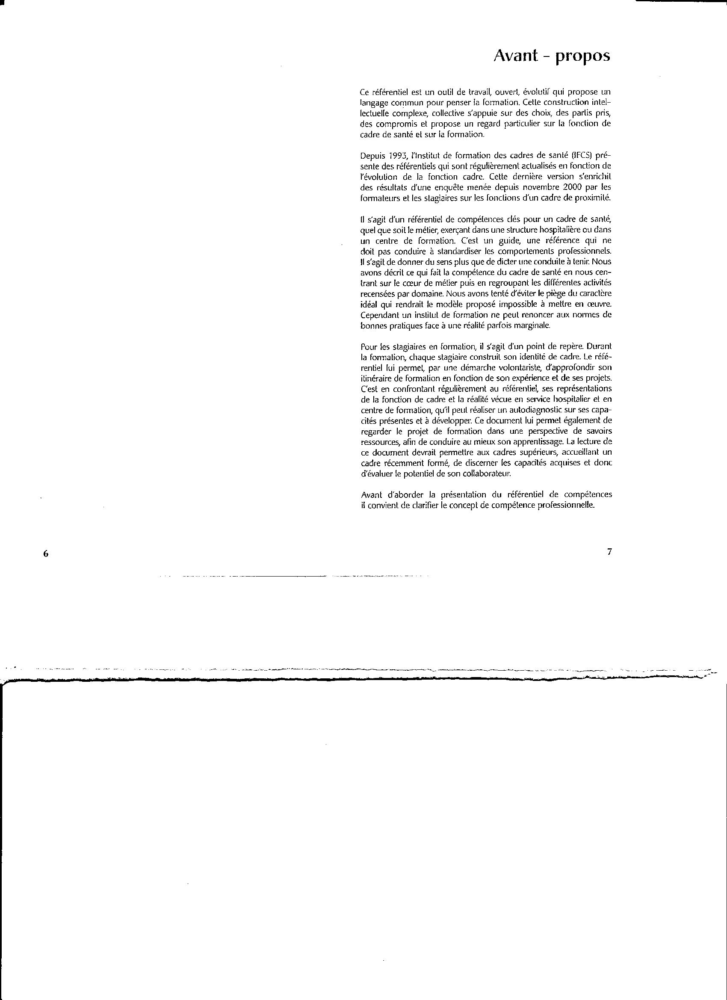 Avant – propos
Ce référentiel est un outil de travail, ouvert, évolutif qui propose un
langage commun pour penser la formation. Cette construction intel-
lectuelle complexe, collective s'appuie sur des choix, des partis pris,
des compromis et propose un regard particulier sur la fonction de
cadre de santé et sur la formation.
Depuis 1993, l'Institut de formation des cadres de santé (IFCS) pré-
sente des référentiels qui sont régulièrement actualisés en fonction de
l'évolution de la fonction cadre. Cette dernière version s'enrichit
des résultats d'une enquête menée depuis novembre 2000 par les
formateurs et les stagiaires sur les fonctions d'un cadre de proximité.
Il s'agit d'un référentiel de compétences clés pour un cadre de santé,
quel que soit le métier, exerçant dans une structure hospitalière ou dans
un centre de formation. C'est un guide, une référence qui ne
doit pas conduire à standardiser les comportements professionnels.
Il s'agit de donner du sens plus que de dicter une conduite à tenir. Nous
avons décrit ce qui fait la compétence du cadre de santé en nous cen-
trant sur le cœur de métier puis en regroupant les différentes activités
recensées par domaine. Nous avons tenté d'éviter le piège du caractère
idéal qui rendrait le modèle proposé impossible à mettre en œuvre.
Cependant un institut de formation ne peut renoncer aux normes de
bonnes pratiques face à une réalité parfois marginale.
Pour les stagiaires en formation, il s'agit d'un point de repère. Durant
la formation, chaque stagiaire construit son identité de cadre. Le réfé-
rentiel lui permet, par une démarche volontariste, d'approfondir son
itinéraire de formation en fonction de son expérience et de ses projets.
C'est en confrontant régulièrement au référentiel, ses représentations
de la fonction de cadre et la réalité vécue en service hospitalier et en
centre de formation, qu'il peut réaliser un autodiagnostic sur ses capa-
cités présentes et à développer. Ce document lui permet également de
regarder le projet de formation dans une perspective de savoirs
ressources, afin de conduire au mieux son apprentissage. La lecture de
ce document devrait permettre aux cadres supérieurs, accueillant un
cadre récemment formé, de discerner les capacités acquises et donc
d'évaluer le potentiel de son collaborateur.
Avant d'aborder la présentation du référentiel de compétences
il convient de clarifier le concept de compétence professionnelle.
6
7